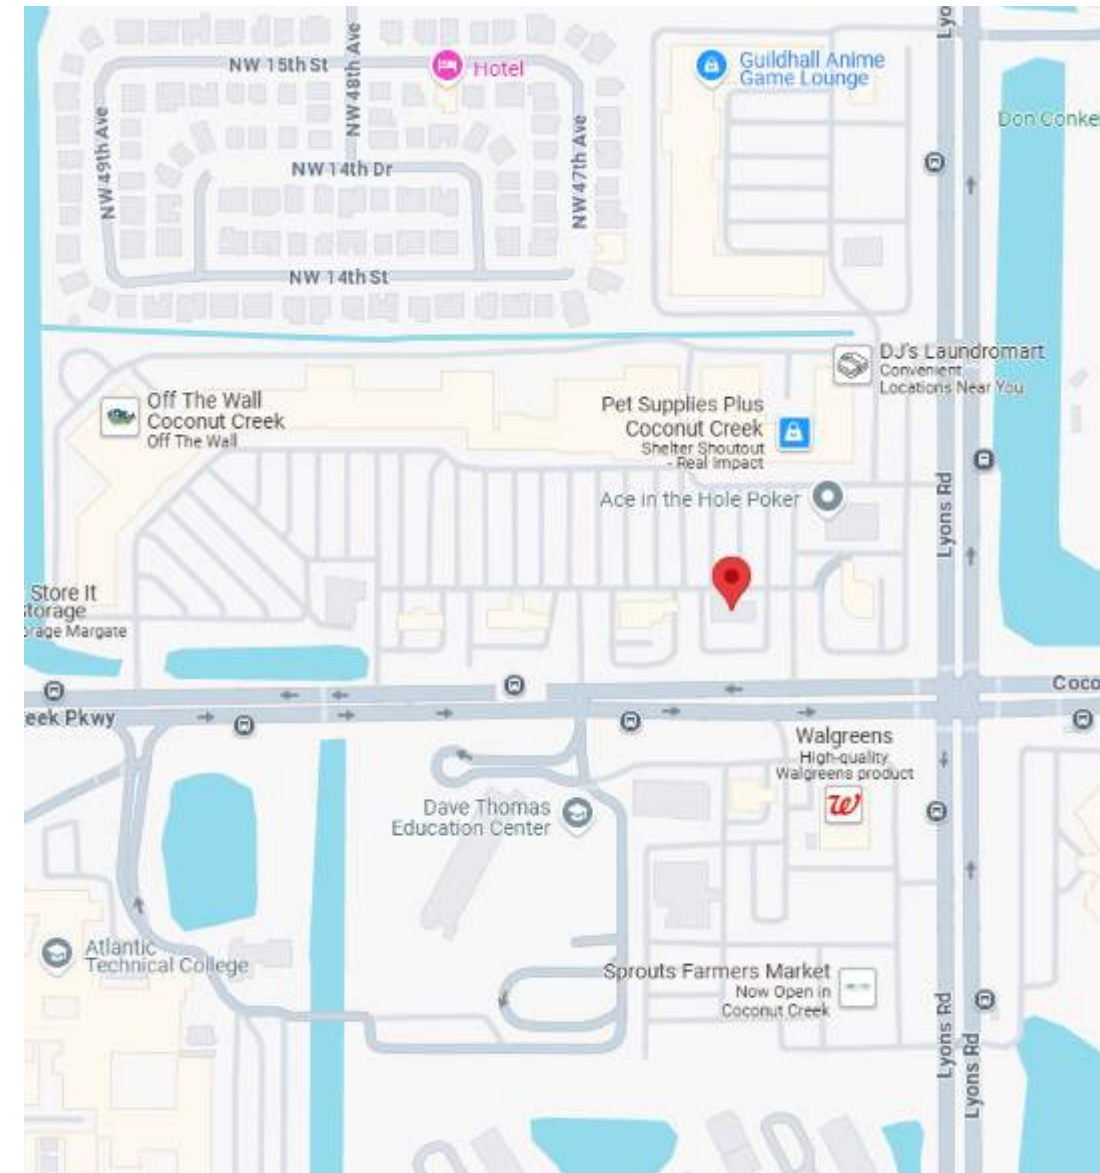 Lyo
NW 15th St
NW 48th Ave
Hotel
Guildhall Anime
Game Lounge
Don Conkel
NW 49th Ave
NW 47th Ave
NW 14th Dr
NW 14th St
DJ's Laundromart
Convenient
Locations Near You
Off The Wall
Coconut Creek
Off The Wall
Pet Supplies Plus
Coconut Creek
Shelter Shoutout
- Real Impact
Ace in the Hole Poker
Lyons Rd
Store It
Storage
orage Margate
Coco
eek Pkwy
Walgreens
High-quality
Walgreens product
W
Dave Thomas
Education Center
Atlantic
Technical College
Sprouts Farmers Market
Now Open in
Coconut Creek
Lyons Rd
Lyons Rd